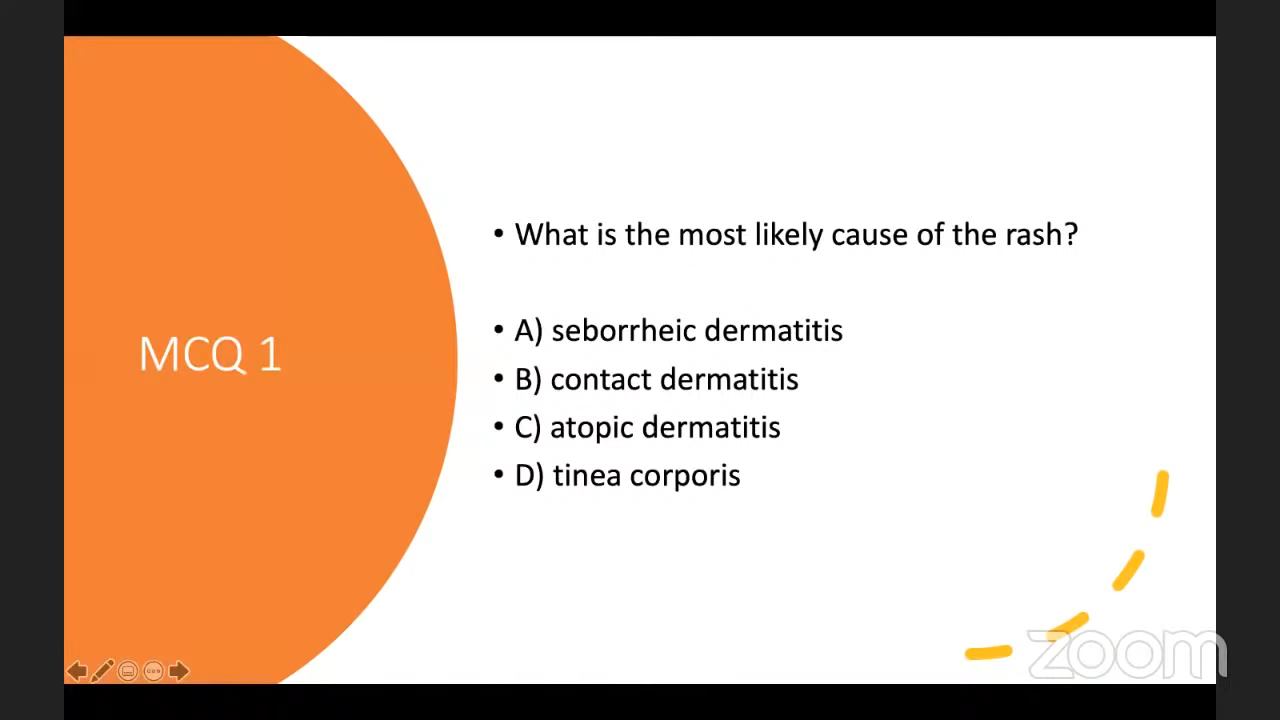 MCQ 1
• What is the most likely cause of the rash?
• A) seborrheic dermatitis
• B) contact dermatitis
• C) atopic dermatitis
• D) tinea corporis
zoom